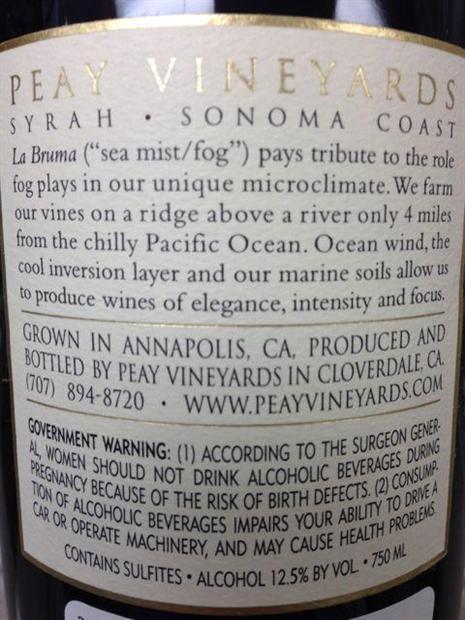 PEAY VINEYARDS
SYRAH • SONOMA COAST
La Bruma ("sea mist/fog") pays tribute to the role
fog plays in our unique microclimate. We farm
our vines on a ridge above a river only 4 miles
from the chilly Pacific Ocean. Ocean wind, the
cool inversion layer and our marine soils allow us
to produce wines of elegance, intensity and focus.
GROWN IN ANNAPOLIS, CA, PRODUCED AND
BOTTLED BY PEAY VINEYARDS IN CLOVERDALE, CA.
(707) 894-8720 • WWW.PEAYVINEYARDS.COM
GOVERNMENT WARNING: (1) ACCORDING TO THE SURGEON GENER-
AL, WOMEN SHOULD NOT DRINK ALCOHOLIC BEVERAGES DURING
PREGNANCY BECAUSE OF THE RISK OF BIRTH DEFECTS. (2) CONSUMP-
TION OF ALCOHOLIC BEVERAGES IMPAIRS YOUR ABILITY TO DRIVE A
CAR OR OPERATE MACHINERY, AND MAY CAUSE HEALTH PROBLEMS.
CONTAINS SULFITES • ALCOHOL 12.5% BY VOL. • 750 ML